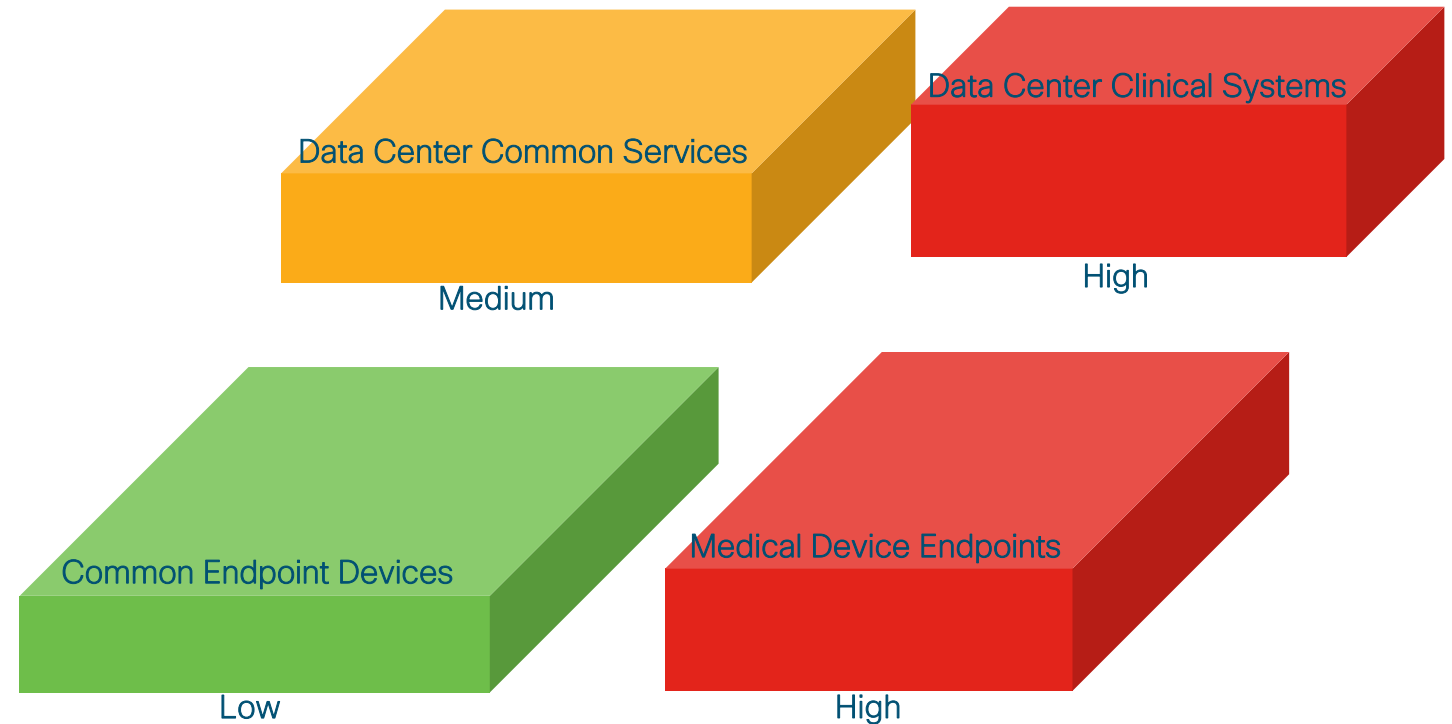 Data Center Common Services
Medium
Data Center Clinical Systems
High
Common Endpoint Devices
Low
Medical Device Endpoints
High